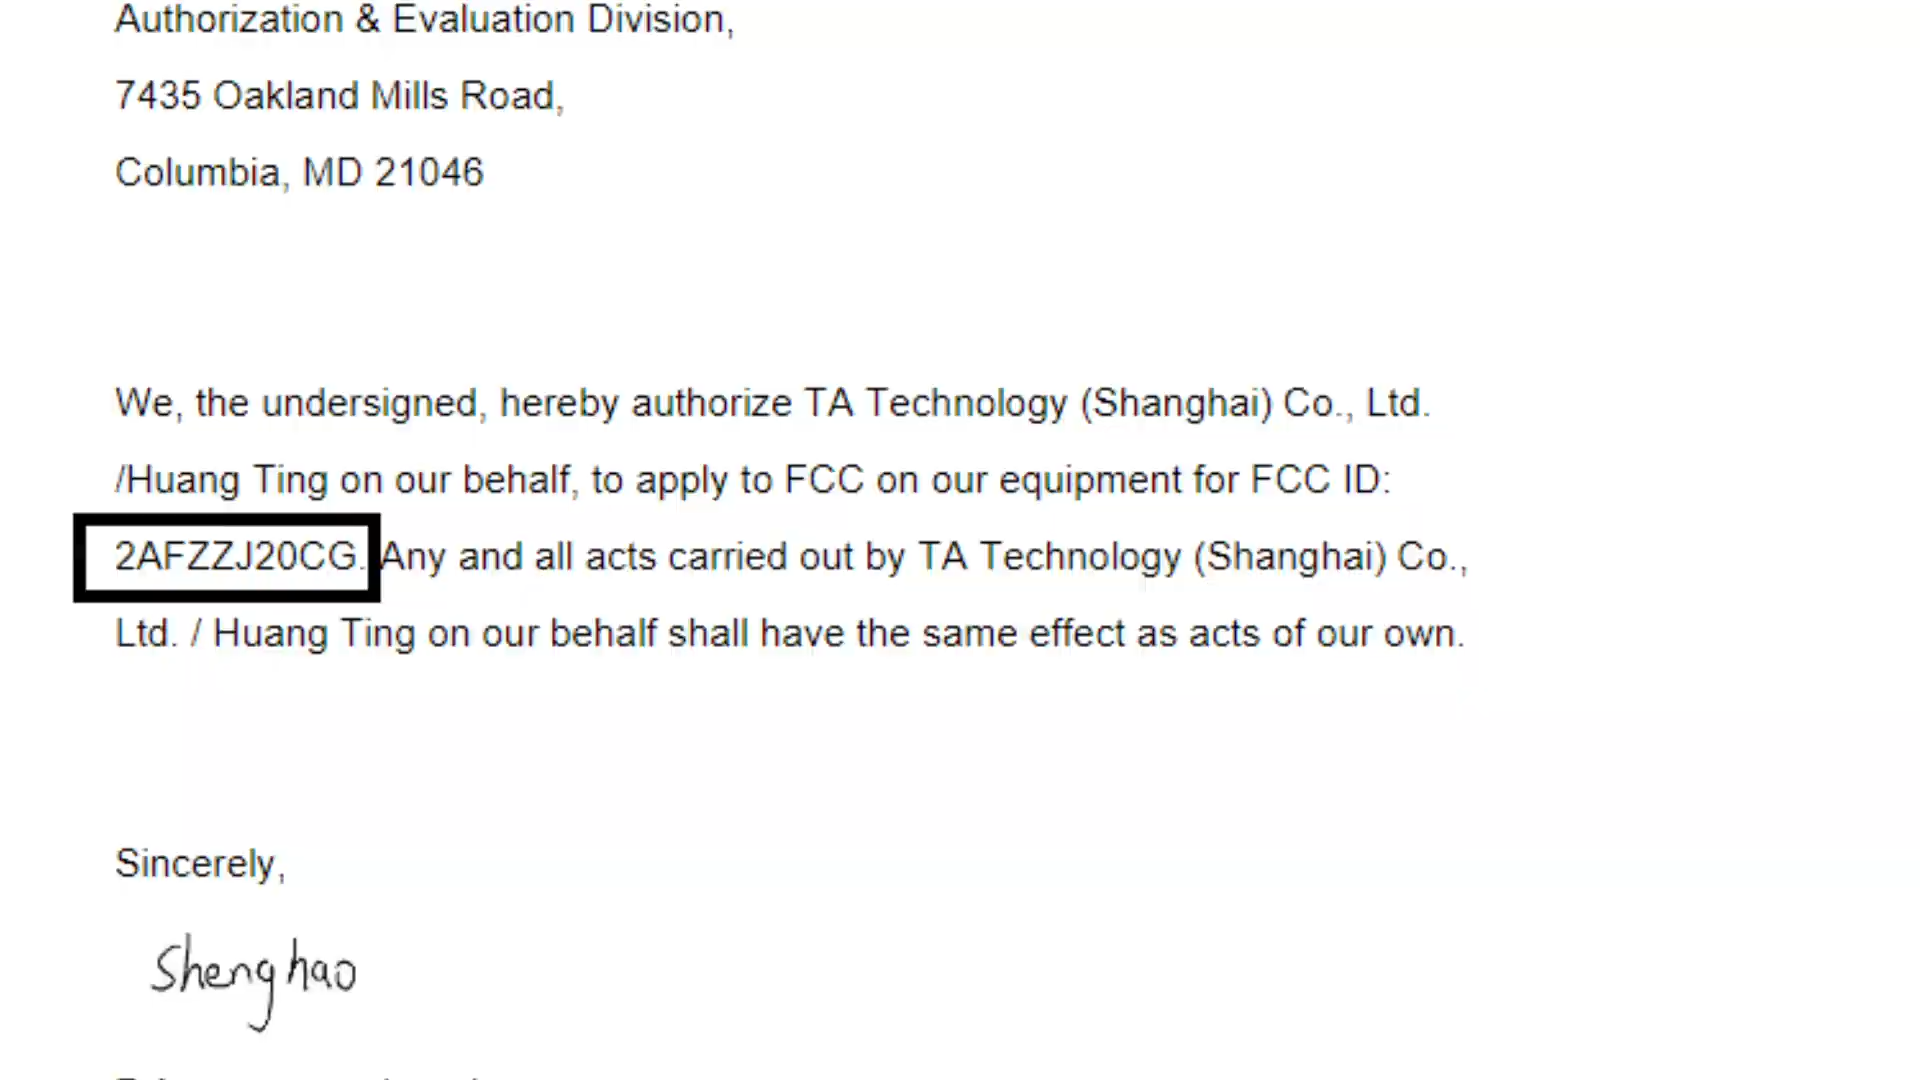 Authorization & Evaluation Division,
7435 Oakland Mills Road,
Columbia, MD 21046
We, the undersigned, hereby authorize TA Technology (Shanghai) Co., Ltd.
/Huang Ting on our behalf, to apply to FCC on our equipment for FCC ID:
2AFZZJ20CG. Any and all acts carried out by TA Technology (Shanghai) Co.,
Ltd. / Huang Ting on our behalf shall have the same effect as acts of our own.
Sincerely,
Shenghao